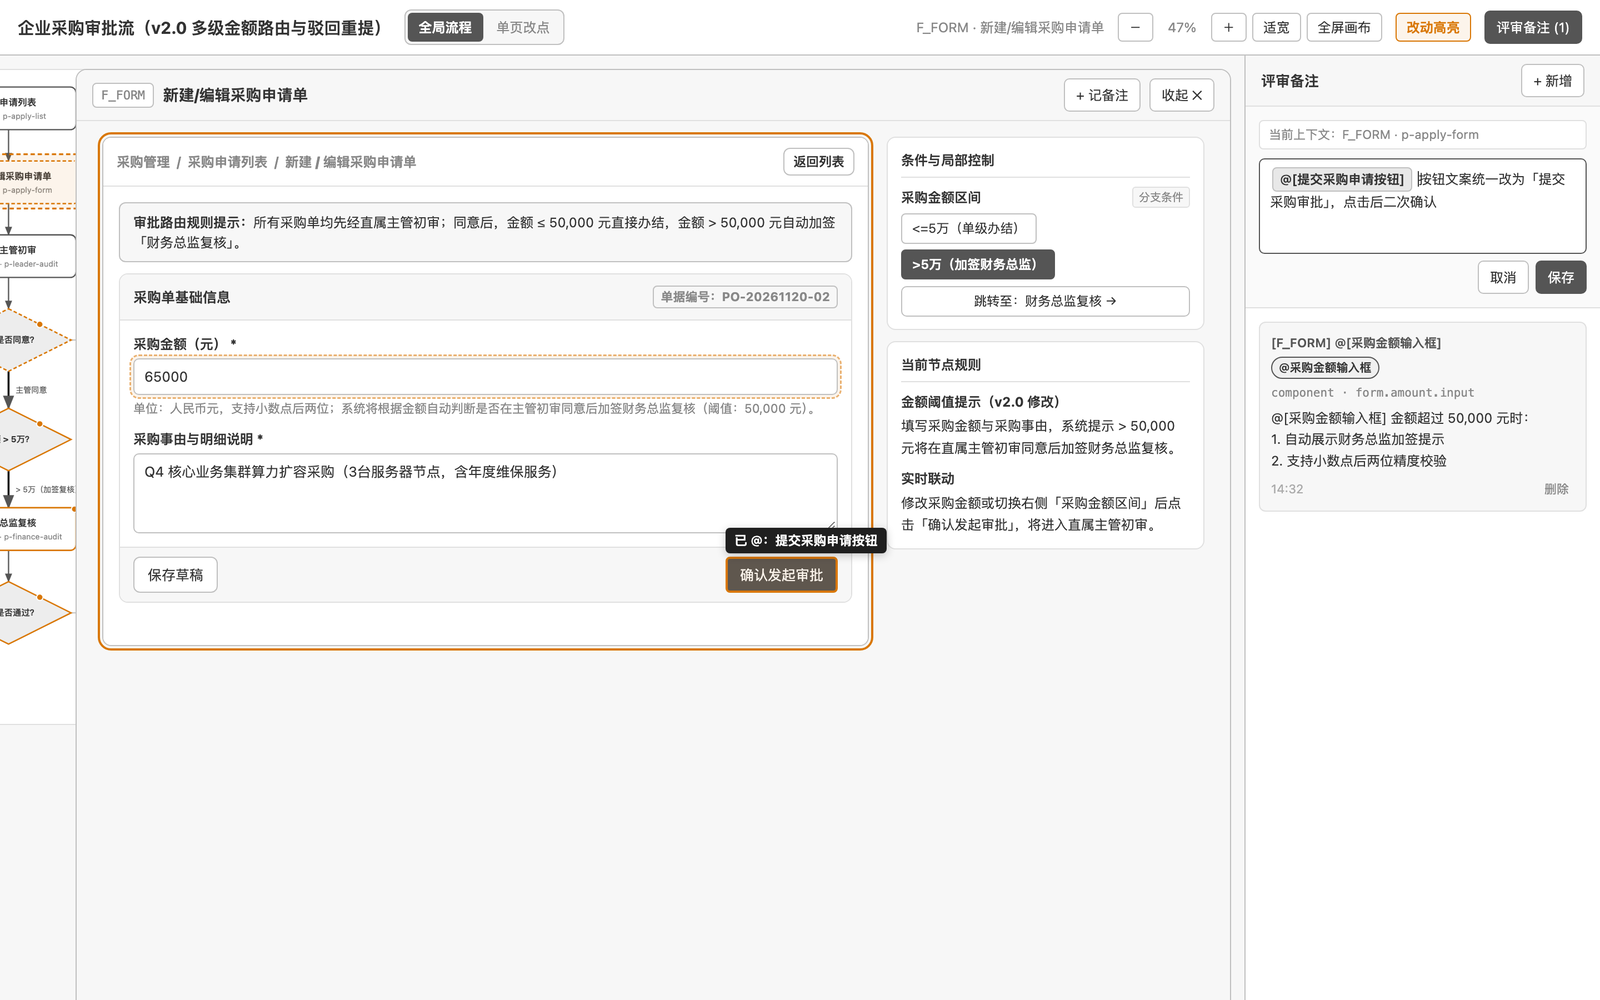 企业采购审批流（v2.0 多级金额路由与驳回重提）
全局流程
单页改点
F_FORM · 新建/编辑采购申请单
−
47%
+
适宽
全屏画布
改动高亮
评审备注 (1)
申请列表
p-apply-list
辑采购申请单
p-apply-form
主管初审
p-leader-audit
是否同意?
主管同意
> 5万?
> 5万（加签复核
总监复核
p-finance-audit
是否通过?
F_FORM
新建/编辑采购申请单
+ 记备注
收起 ✕
采购管理 / 采购申请列表 / 新建 / 编辑采购申请单
返回列表
审批路由规则提示：所有采购单均先经直属主管初审；同意后，金额 ≤ 50,000 元直接办结，金额 > 50,000 元自动加签
「财务总监复核」。
采购单基础信息
单据编号：PO-20261120-02
采购金额（元） *
65000
单位：人民币元，支持小数点后两位；系统将根据金额自动判断是否在主管初审同意后加签财务总监复核（阈值：50,000 元）。
采购事由与明细说明 *
Q4 核心业务集群算力扩容采购（3台服务器节点，含年度维保服务）
已 @：提交采购申请按钮
保存草稿
确认发起审批
条件与局部控制
采购金额区间
分支条件
<=5万（单级办结）
>5万（加签财务总监）
跳转至：财务总监复核 →
当前节点规则
金额阈值提示（v2.0 修改）
填写采购金额与采购事由，系统提示 > 50,000
元将在直属主管初审同意后加签财务总监复核。
实时联动
修改采购金额或切换右侧「采购金额区间」后点
击「确认发起审批」，将进入直属主管初审。
评审备注
+ 新增
当前上下文：F_FORM · p-apply-form
@[提交采购申请按钮] 按钮文案统一改为「提交
采购审批」，点击后二次确认
取消
保存
[F_FORM] @[采购金额输入框]
@采购金额输入框
component · form.amount.input
@[采购金额输入框] 金额超过 50,000 元时：
1. 自动展示财务总监加签提示
2. 支持小数点后两位精度校验
14:32
删除